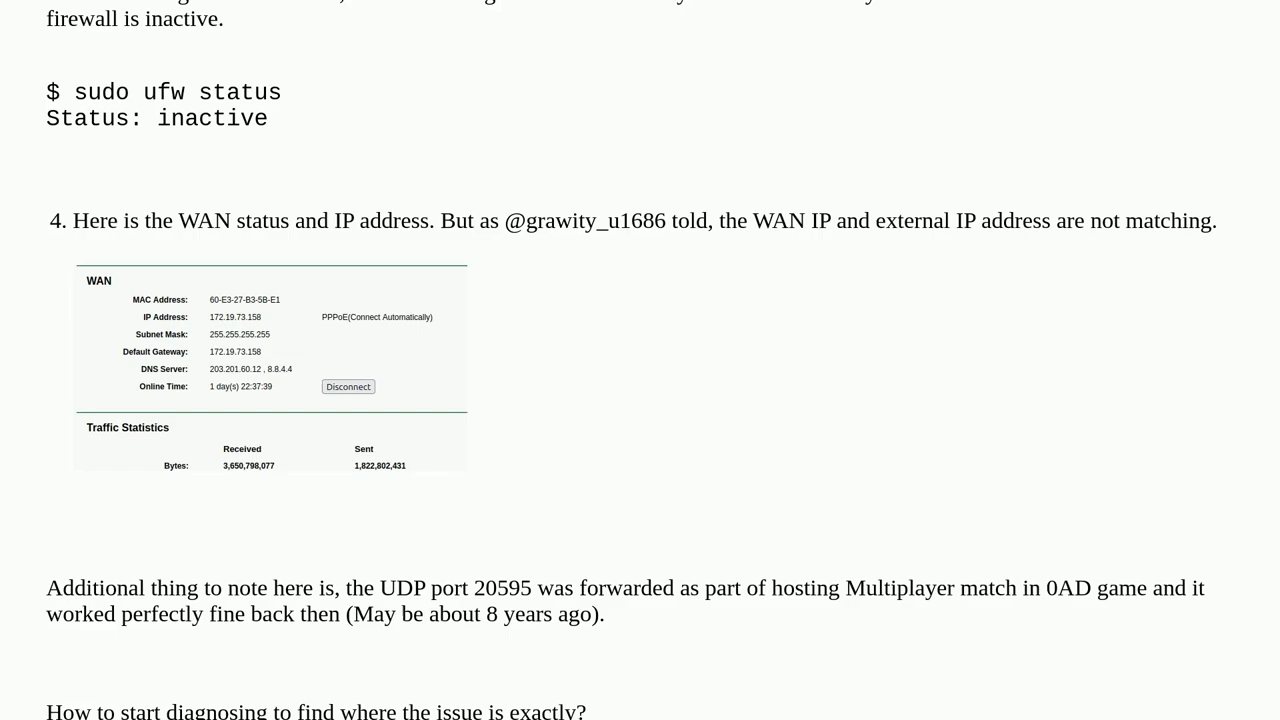 firewall is inactive.
$ sudo ufw status
Status: inactive
4. Here is the WAN status and IP address. But as @grawity_u1686 told, the WAN IP and external IP address are not matching.
WAN
MAC Address: 60-E3-27-B3-5B-E1
IP Address: 172.19.73.158 PPPoE(Connect Automatically)
Subnet Mask: 255.255.255.255
Default Gateway: 172.19.73.158
DNS Server: 203.201.60.12 , 8.8.4.4
Online Time: 1 day(s) 22:37:39 Disconnect
Traffic Statistics
Received Sent
Bytes: 3,650,798,077 1,822,802,431
Additional thing to note here is, the UDP port 20595 was forwarded as part of hosting Multiplayer match in 0AD game and it
worked perfectly fine back then (May be about 8 years ago).
How to start diagnosing to find where the issue is exactly?